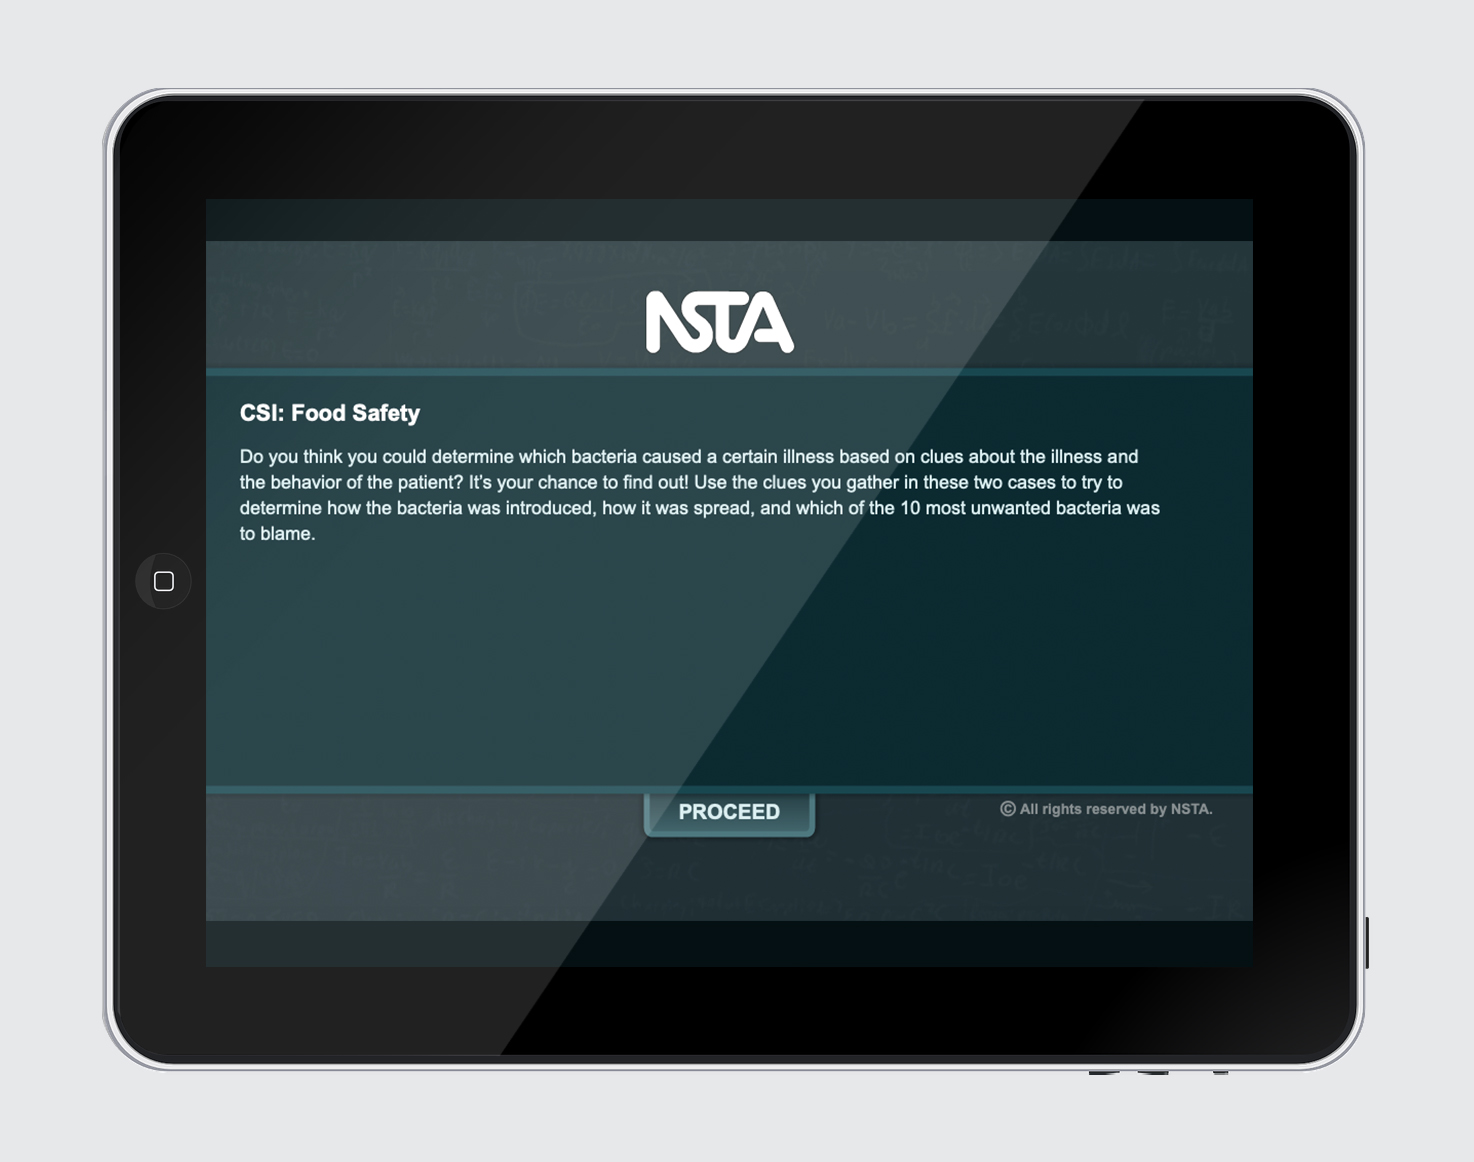 NSTA
CSI: Food Safety
Do you think you could determine which bacteria caused a certain illness based on clues about the illness and
the behavior of the patient? It's your chance to find out! Use the clues you gather in these two cases to try to
determine how the bacteria was introduced, how it was spread, and which of the 10 most unwanted bacteria was
to blame.
PROCEED
© All rights reserved by NSTA.